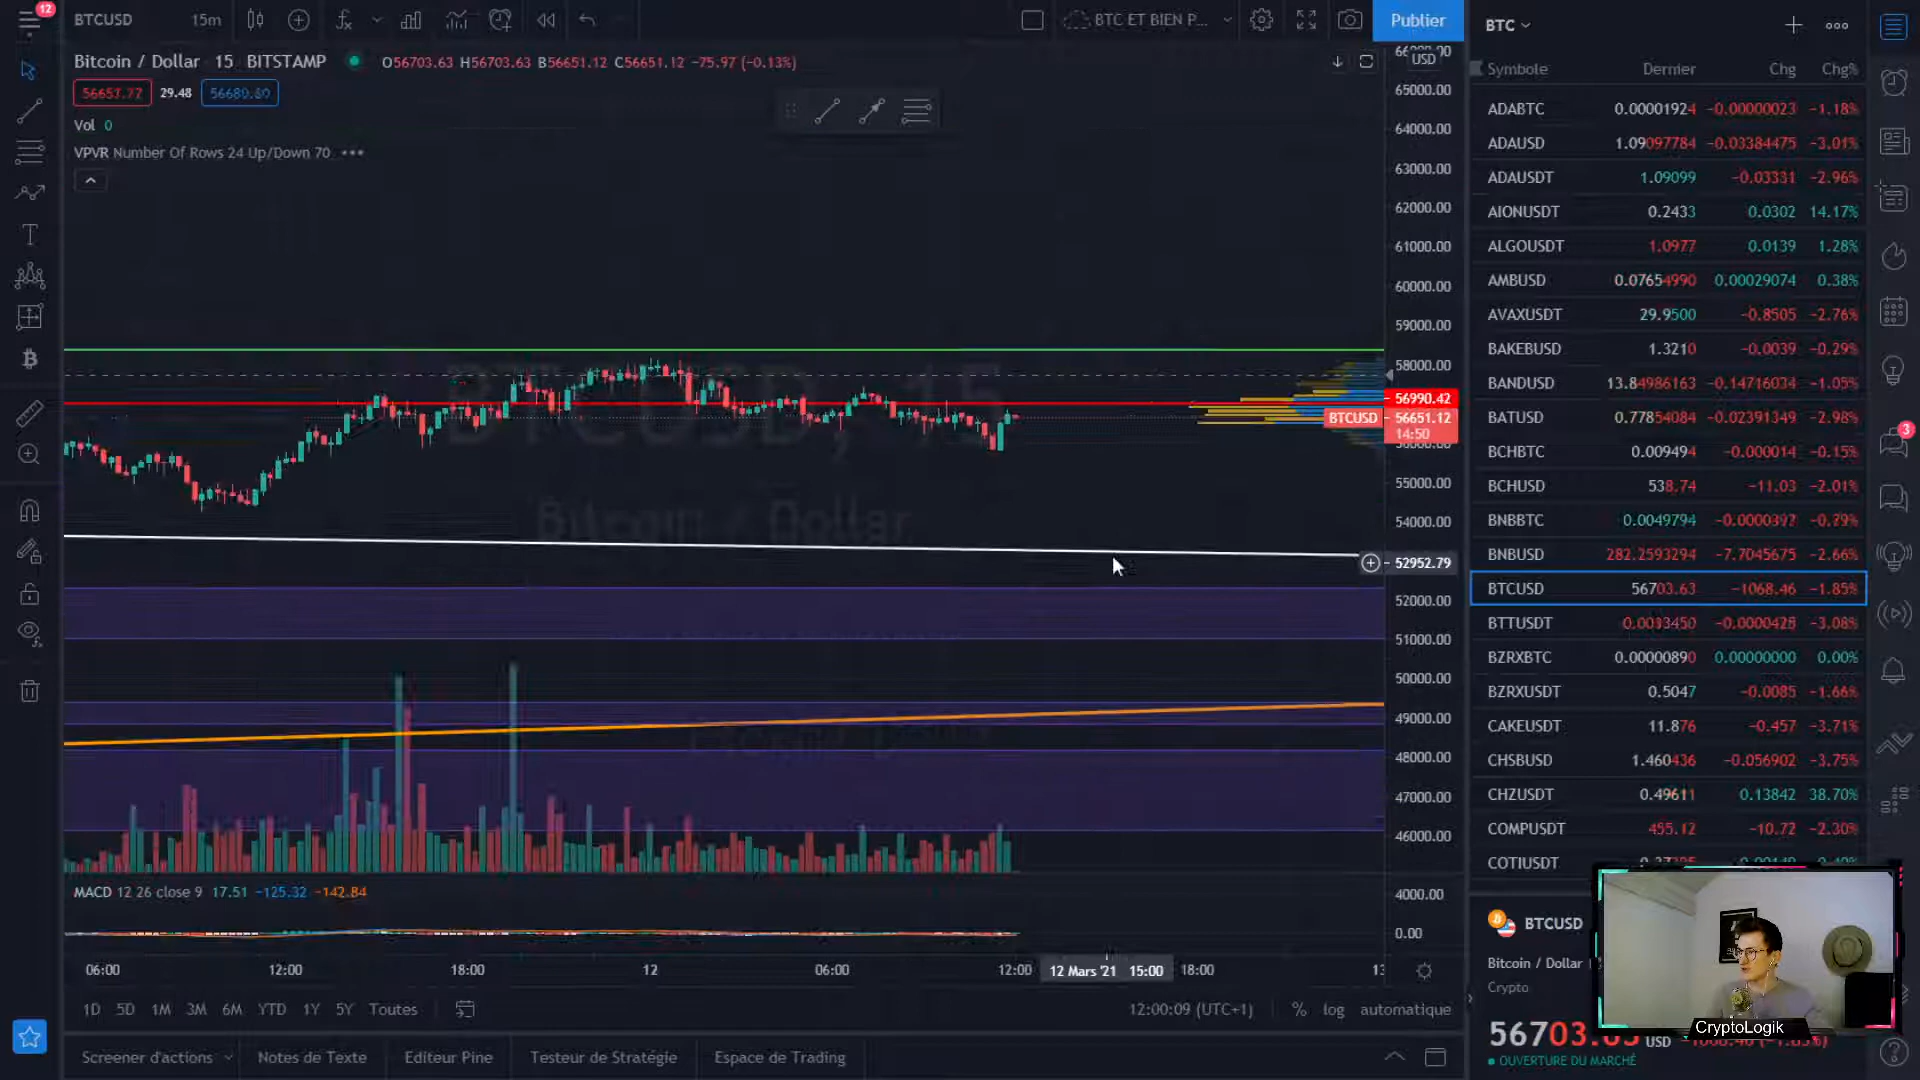 12
BTCUSD 15m
BTC ET BIEN P...
Publier
BTC
Bitcoin / Dollar 15 BITSTAMP O56703.63 H56703.63 B56651.12 C56651.12 −75.97 (−0.13%)
56657.72 29.48 56680.80
Vol 0
VPVR Number Of Rows 24 Up/Down 70
USD
65000.00
64000.00
63000.00
62000.00
61000.00
60000.00
59000.00
58000.00
56990.42
BTCUSD 56651.12
14:50
55000.00
54000.00
52952.79
52000.00
51000.00
50000.00
49000.00
48000.00
47000.00
46000.00
BTCUSD, 15
Bitcoin / Dollar
MACD 12 26 close 9 17.51 −125.32 −142.84
4000.00
0.00
06:00 12:00 18:00 12 06:00 12:00 12 Mars '21 15:00 18:00
1D 5D 1M 3M 6M YTD 1Y 5Y Toutes
12:00:09 (UTC+1) % log automatique
Screener d'actions Notes de Texte Editeur Pine Testeur de Stratégie Espace de Trading
Symbole Dernier Chg Chg%
ADABTC 0.00001924 −0.00000023 −1.18%
ADAUSD 1.09097784 −0.03384475 −3.01%
ADAUSDT 1.09099 −0.03331 −2.96%
AIONUSDT 0.2433 0.0302 14.17%
ALGOUSDT 1.0977 0.0139 1.28%
AMBUSD 0.07654990 0.00029074 0.38%
AVAXUSDT 29.9500 −0.8505 −2.76%
BAKEBUSD 1.3210 −0.0039 −0.29%
BANDUSD 13.84986163 −0.14716034 −1.05%
BATUSD 0.77854084 −0.02391349 −2.98%
BCHBTC 0.009494 −0.000014 −0.15%
BCHUSD 538.74 −11.03 −2.01%
BNBBTC 0.0049794 −0.0000397 −0.79%
BNBUSD 282.2593294 −7.7045675 −2.66%
BTCUSD 56703.63 −1068.46 −1.85%
BTTUSDT 0.0033450 −0.0000425 −3.08%
BZRXBTC 0.00000890 0.00000000 0.00%
BZRXUSDT 0.5047 −0.0085 −1.66%
CAKEUSDT 11.876 −0.457 −3.71%
CHSBUSD 1.460436 −0.056902 −3.75%
CHZUSDT 0.49611 0.13842 38.70%
COMPUSDT 455.12 −10.72 −2.30%
COTIUSDT
3
BTCUSD
Bitcoin / Dollar
Crypto
56703.63 USD
OUVERTURE DU MARCHÉ
CryptoLogik